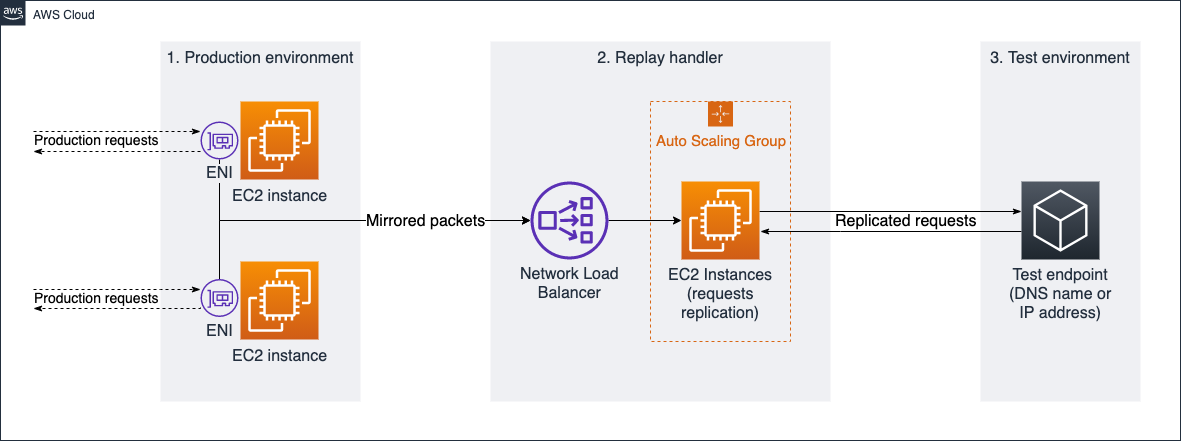 aws
AWS Cloud
1. Production environment
Production requests
ENI
EC2 instance
Production requests
ENI
EC2 instance
Mirrored packets
2. Replay handler
Network Load
Balancer
Auto Scaling Group
EC2 Instances
(requests
replication)
Replicated requests
3. Test environment
Test endpoint
(DNS name or
IP address)